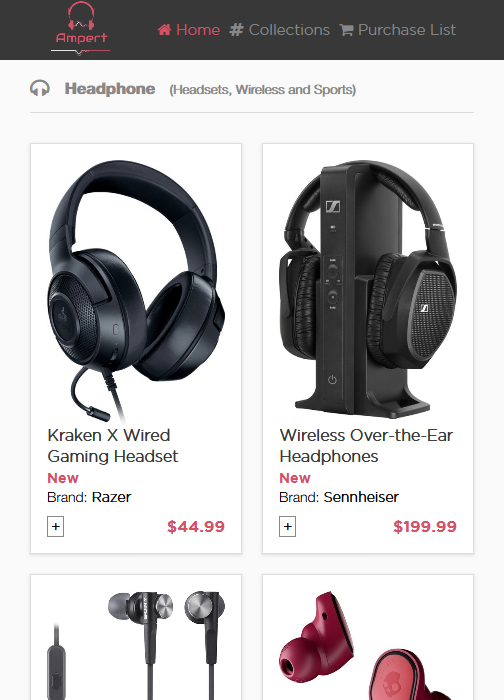 Ampert
Home # Collections Purchase List
Headphone (Headsets, Wireless and Sports)
Kraken X Wired
Gaming Headset
New
Brand: Razer
+ $44.99
Wireless Over-the-Ear
Headphones
New
Brand: Sennheiser
+ $199.99
SONY